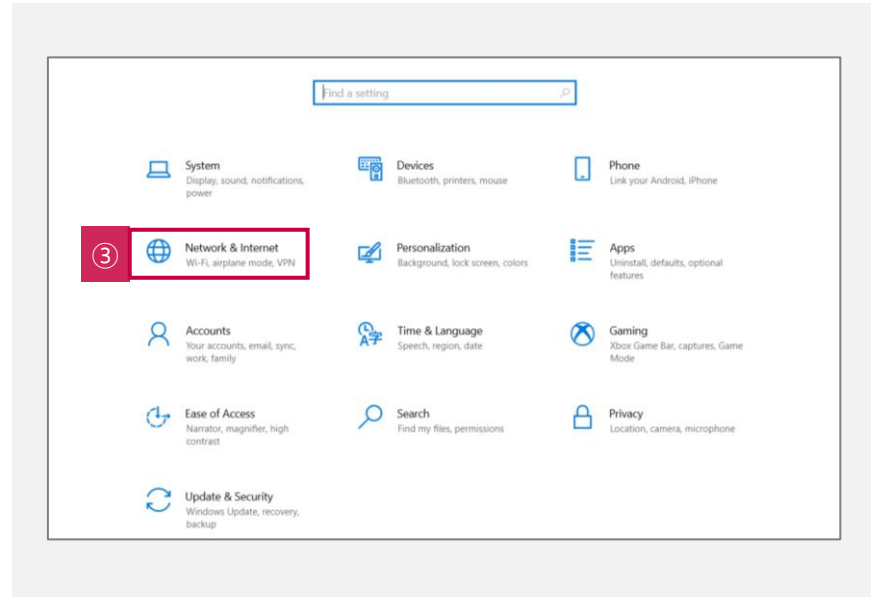 Find a setting
System
Display, sound, notifications,
power
Devices
Bluetooth, printers, mouse
Phone
Link your Android, iPhone
③
Network & Internet
Wi-Fi, airplane mode, VPN
Personalization
Background, lock screen, colors
Apps
Uninstall, defaults, optional
features
Accounts
Your accounts, email, sync,
work, family
A字
Time & Language
Speech, region, date
Gaming
Xbox Game Bar, captures, Game
Mode
Ease of Access
Narrator, magnifier, high
contrast
Search
Find my files, permissions
Privacy
Location, camera, microphone
Update & Security
Windows Update, recovery,
backup